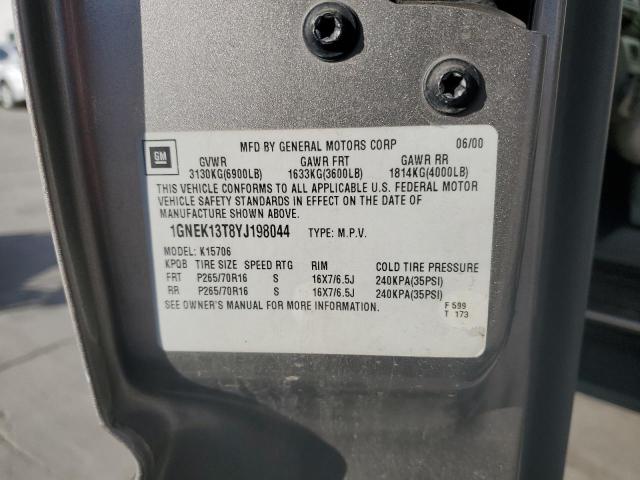 GM
MFD BY GENERAL MOTORS CORP 06/00
GVWR GAWR FRT GAWR RR
3130KG(6900LB) 1633KG(3600LB) 1814KG(4000LB)
THIS VEHICLE CONFORMS TO ALL APPLICABLE U.S. FEDERAL MOTOR
VEHICLE SAFETY STANDARDS IN EFFECT ON THE DATE OF
MANUFACTURE SHOWN ABOVE.
1GNEK13T8YJ198044 TYPE: M.P.V.
MODEL: K15706
KPQB TIRE SIZE SPEED RTG RIM COLD TIRE PRESSURE
FRT P265/70R16 S 16X7/6.5J 240KPA(35PSI)
RR P265/70R16 S 16X7/6.5J 240KPA(35PSI)
SEE OWNER'S MANUAL FOR MORE INFORMATION.
F 599
T 173